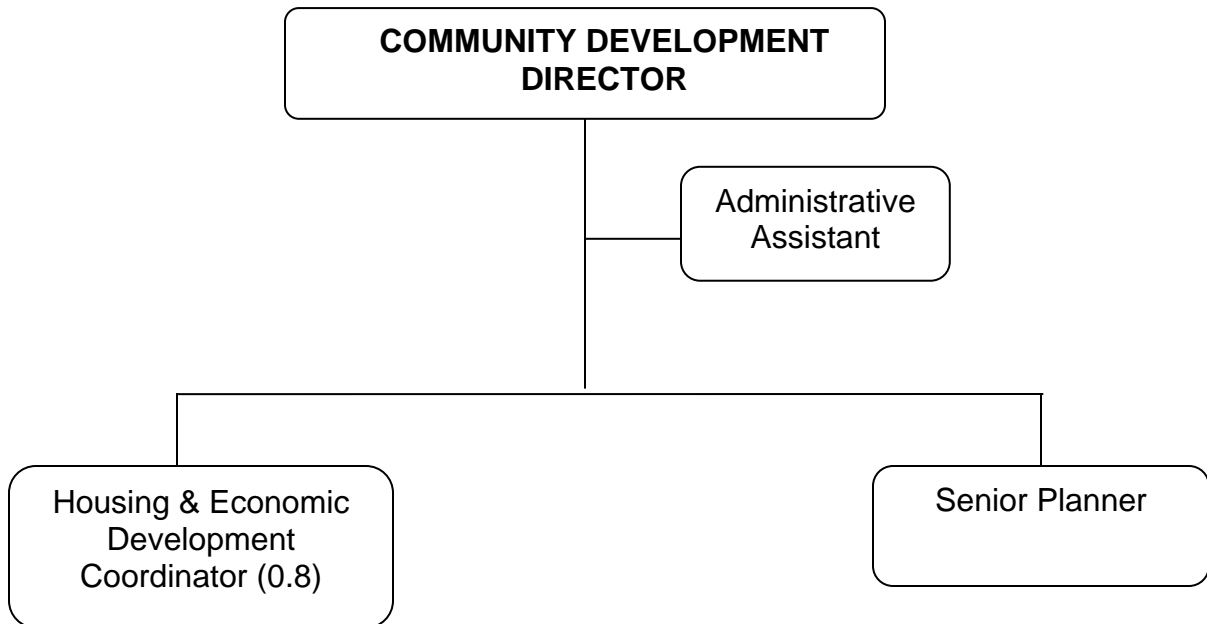 COMMUNITY DEVELOPMENT
DIRECTOR
Administrative
Assistant
Housing & Economic
Development
Coordinator (0.8)
Senior Planner